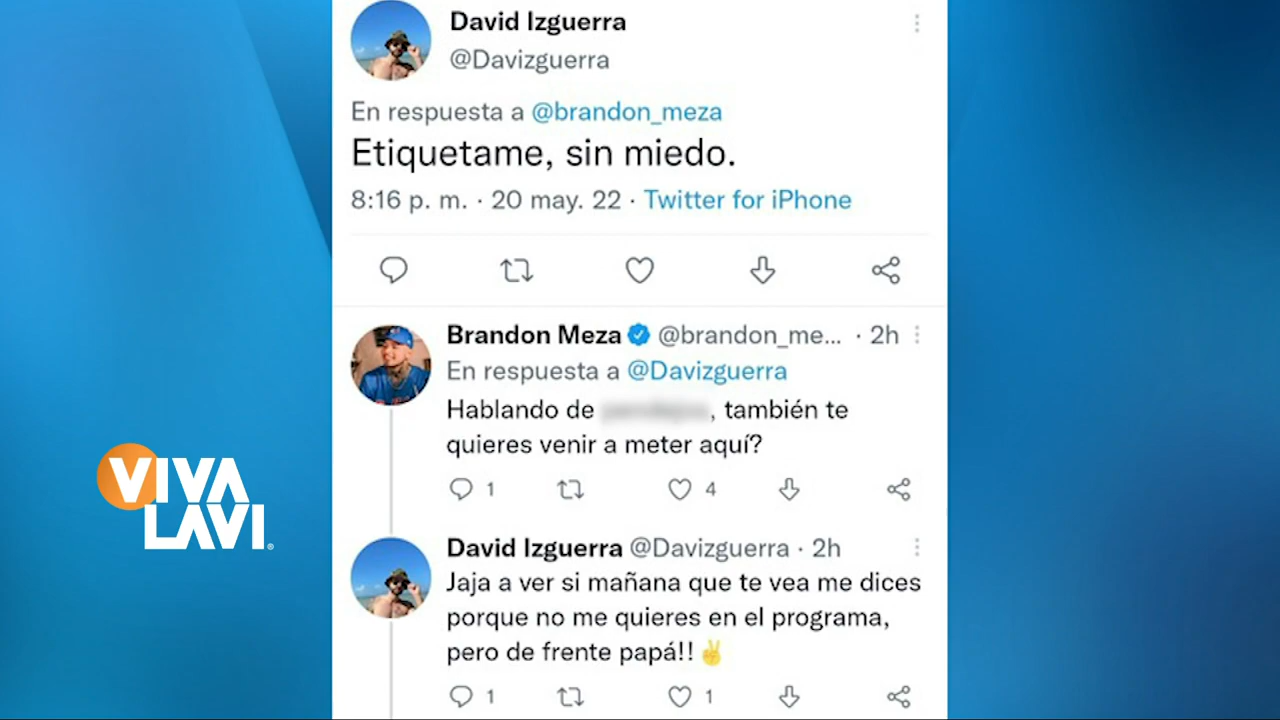 David Izguerra
@Davizguerra
En respuesta a @brandon_meza
Etiquetame, sin miedo.
8:16 p. m. · 20 may. 22 · Twitter for iPhone
Brandon Meza @brandon_me... · 2h
En respuesta a @Davizguerra
Hablando de , también te
quieres venir a meter aquí?
1 4
David Izguerra @Davizguerra · 2h
Jaja a ver si mañana que te vea me dices
porque no me quieres en el programa,
pero de frente papá!! ✌
1 1
VIVA
LAVI®